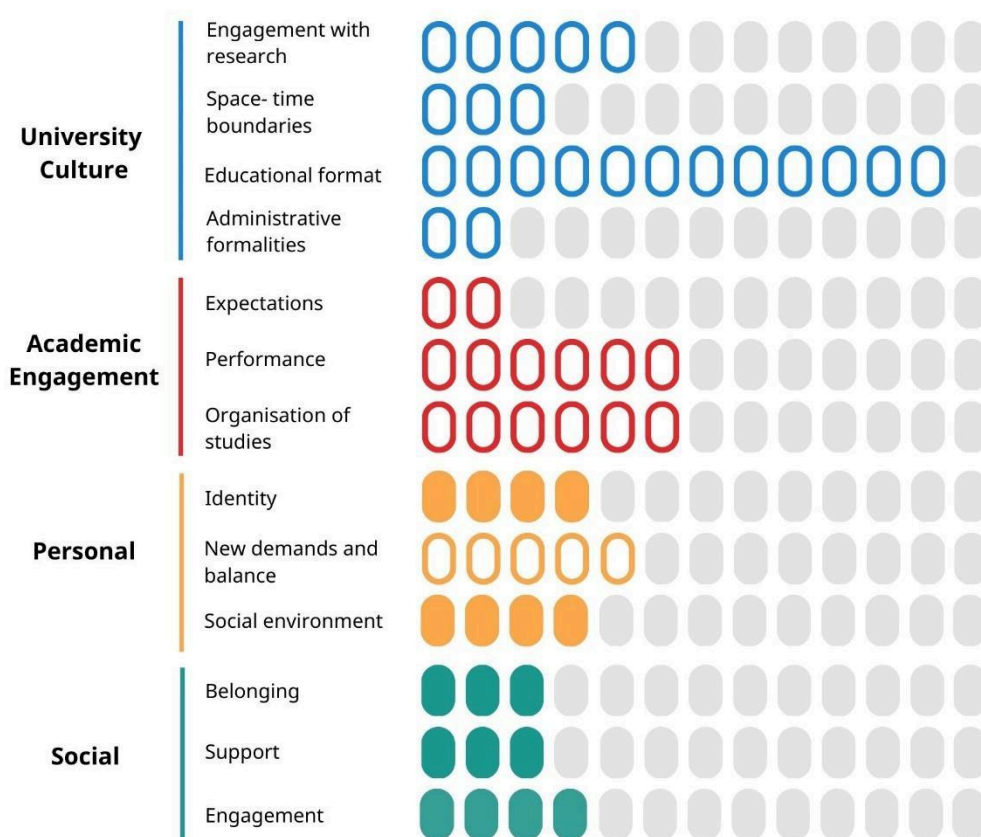 University
Culture
Engagement with
research
Space- time
boundaries
Educational format
Administrative
formalities
Academic
Engagement
Expectations
Performance
Organisation of
studies
Personal
Identity
New demands and
balance
Social environment
Social
Belonging
Support
Engagement